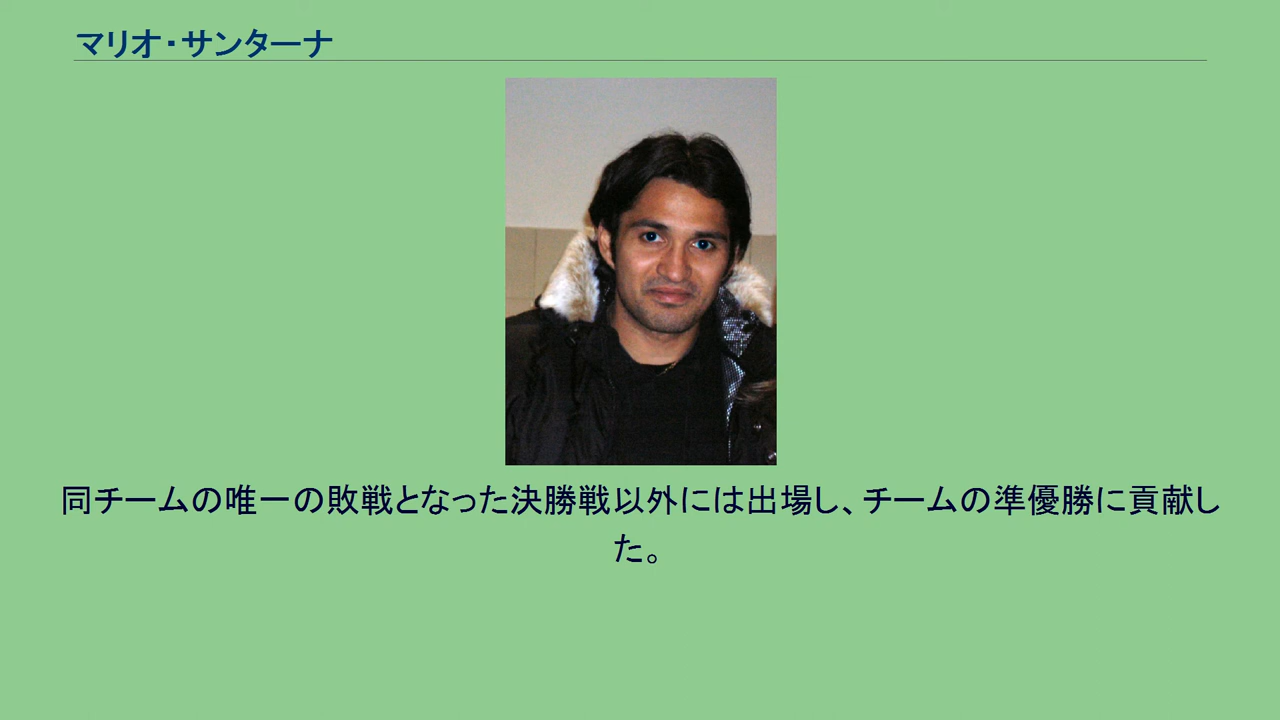 マリオ・サンターナ
同チームの唯一の敗戦となった決勝戦以外には出場し、チームの準優勝に貢献し
た。